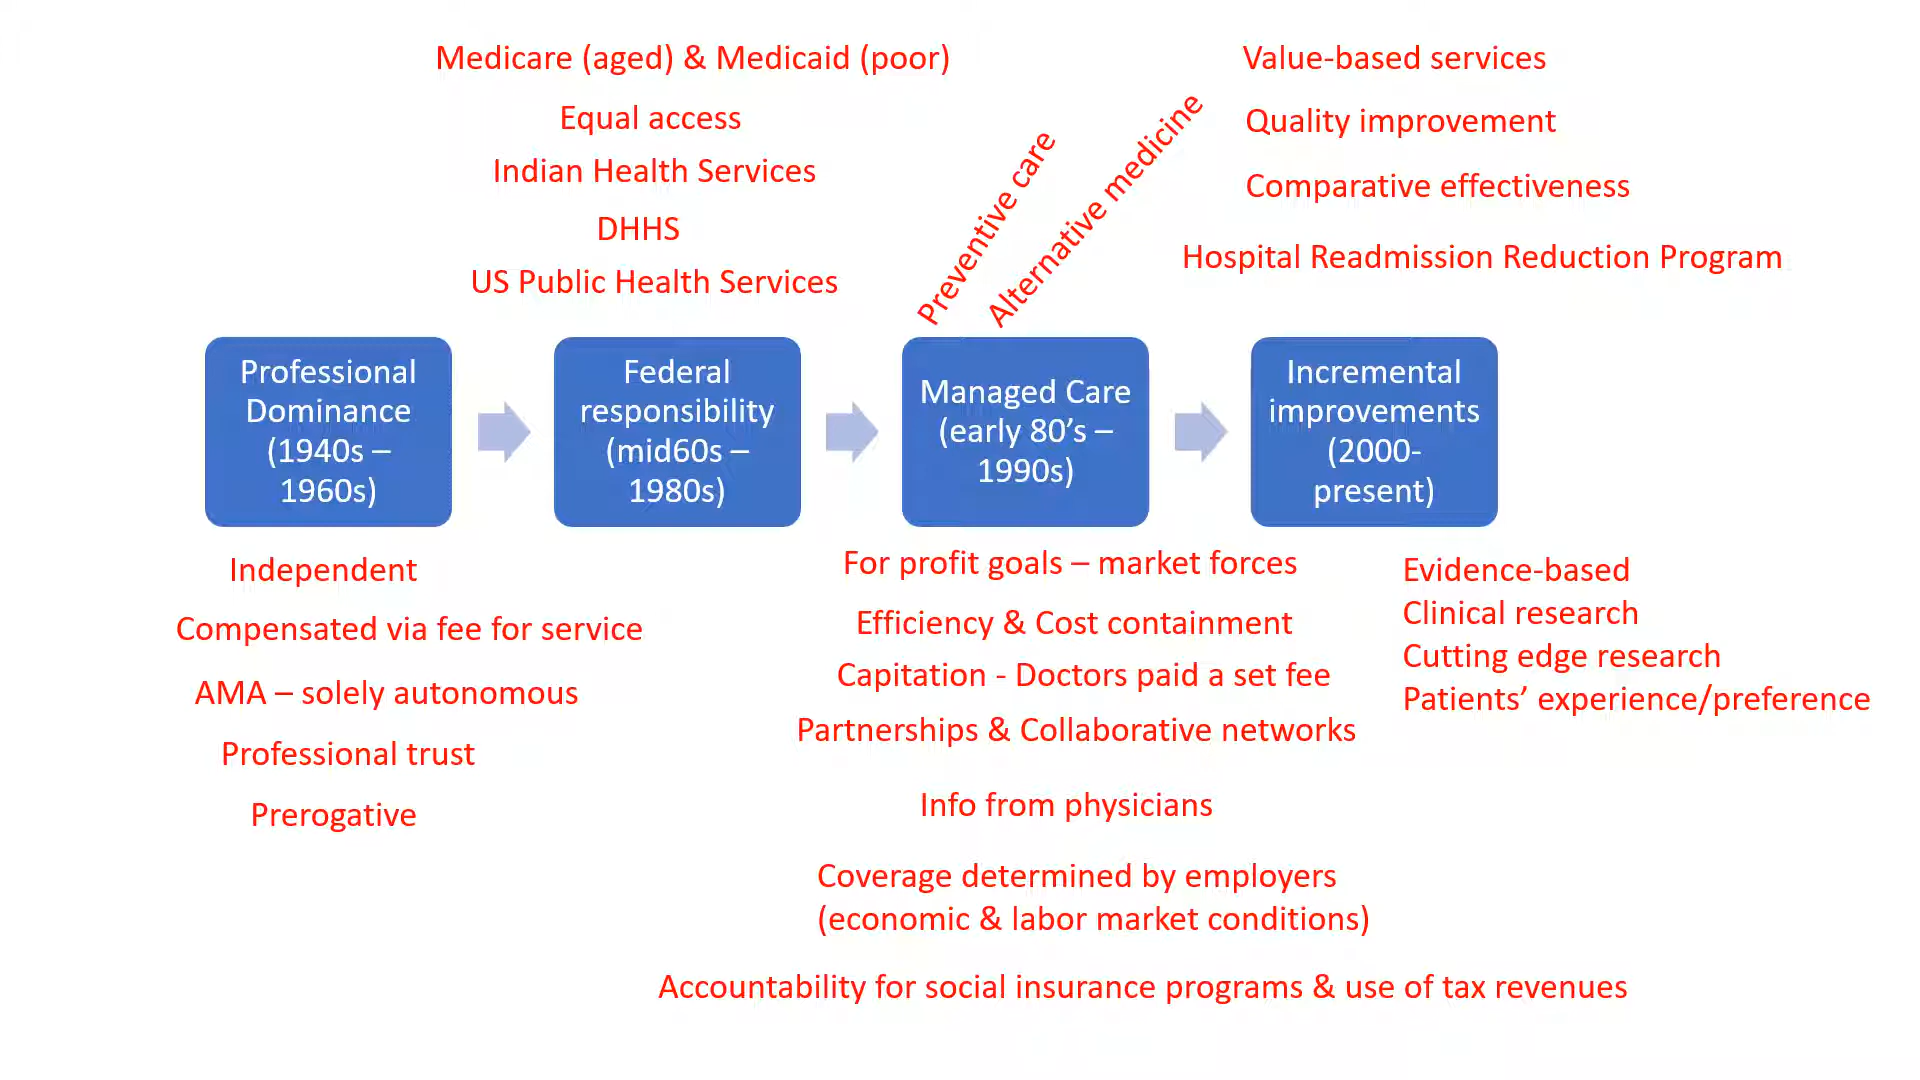 Medicare (aged) & Medicaid (poor)
Equal access
Indian Health Services
DHHS
US Public Health Services
Preventive care
Alternative medicine
Value-based services
Quality improvement
Comparative effectiveness
Hospital Readmission Reduction Program
Professional
Dominance
(1940s –
1960s)
Federal
responsibility
(mid60s –
1980s)
Managed Care
(early 80’s –
1990s)
Incremental
improvements
(2000-
present)
Independent
Compensated via fee for service
AMA – solely autonomous
Professional trust
Prerogative
For profit goals – market forces
Efficiency & Cost containment
Capitation - Doctors paid a set fee
Partnerships & Collaborative networks
Info from physicians
Coverage determined by employers
(economic & labor market conditions)
Accountability for social insurance programs & use of tax revenues
Evidence-based
Clinical research
Cutting edge research
Patients’ experience/preference